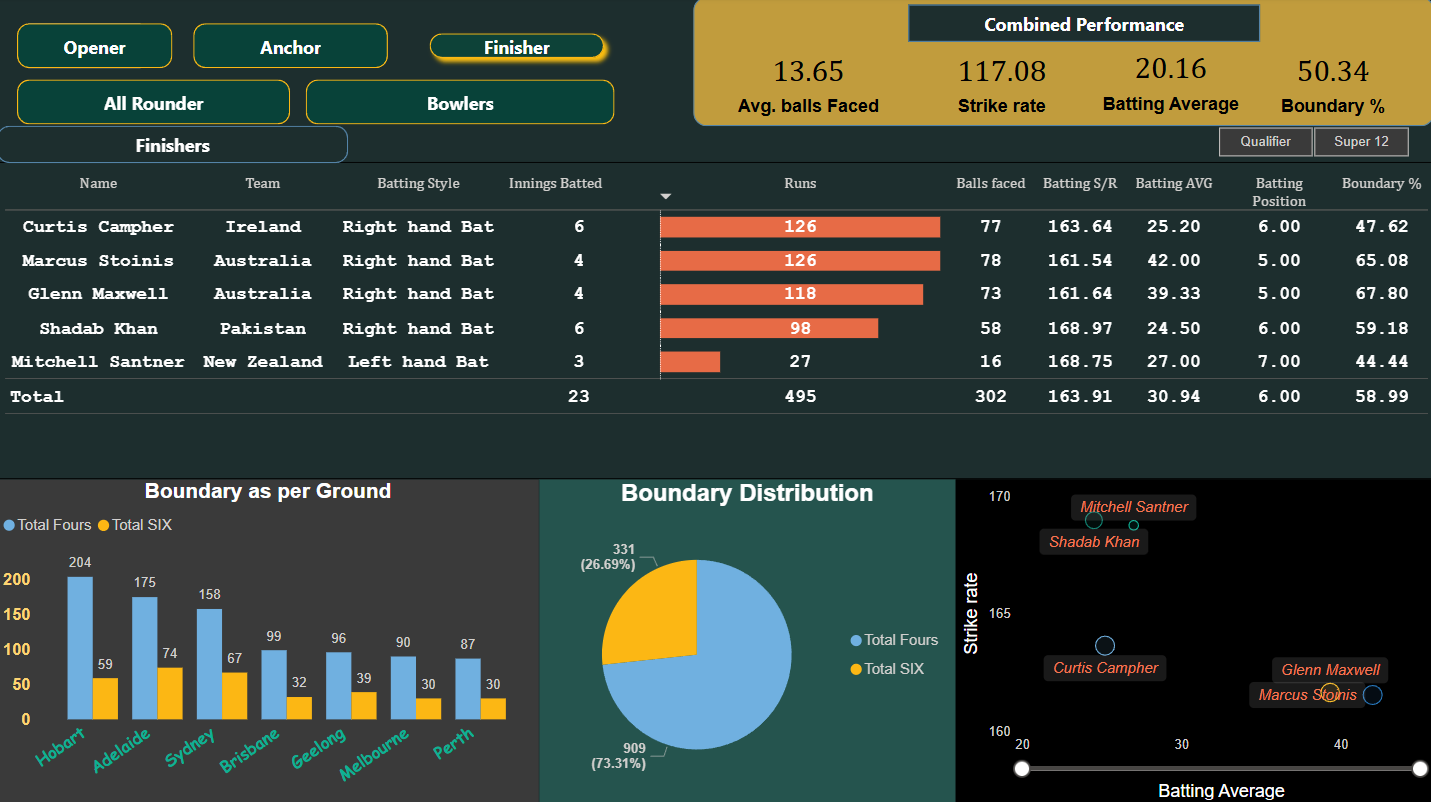 Opener
Anchor
Finisher
All Rounder
Bowlers
Combined Performance
13.65 117.08 20.16 50.34
Avg. balls Faced Strike rate Batting Average Boundary %
Finishers
Qualifier Super 12
Name Team Batting Style Innings Batted Runs Balls faced Batting S/R Batting AVG Batting Position Boundary %
Curtis Campher Ireland Right hand Bat 6 126 77 163.64 25.20 6.00 47.62
Marcus Stoinis Australia Right hand Bat 4 126 78 161.54 42.00 5.00 65.08
Glenn Maxwell Australia Right hand Bat 4 118 73 161.64 39.33 5.00 67.80
Shadab Khan Pakistan Right hand Bat 6 98 58 168.97 24.50 6.00 59.18
Mitchell Santner New Zealand Left hand Bat 3 27 16 168.75 27.00 7.00 44.44
Total 23 495 302 163.91 30.94 6.00 58.99
Boundary as per Ground
Total Fours Total SIX
200
150
100
50
0
204 59
175 74
158 67
99 32
96 39
90 30
87 30
Hobart Adelaide Sydney Brisbane Geelong Melbourne Perth
Boundary Distribution
331
(26.69%)
909
(73.31%)
Total Fours
Total SIX
Strike rate
170
165
160
Mitchell Santner
Shadab Khan
Curtis Campher
Glenn Maxwell
Marcus Stoinis
20 30 40
Batting Average